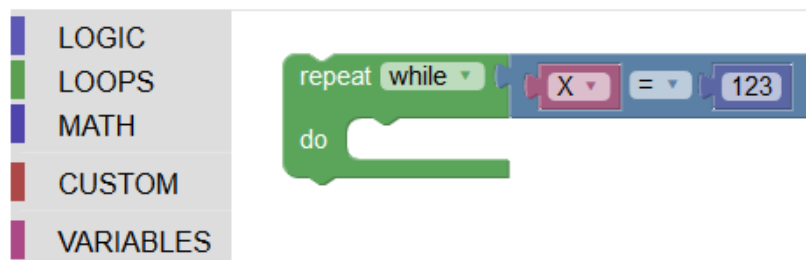 LOGIC
LOOPS
MATH
CUSTOM
VARIABLES
repeat while X = 123
do